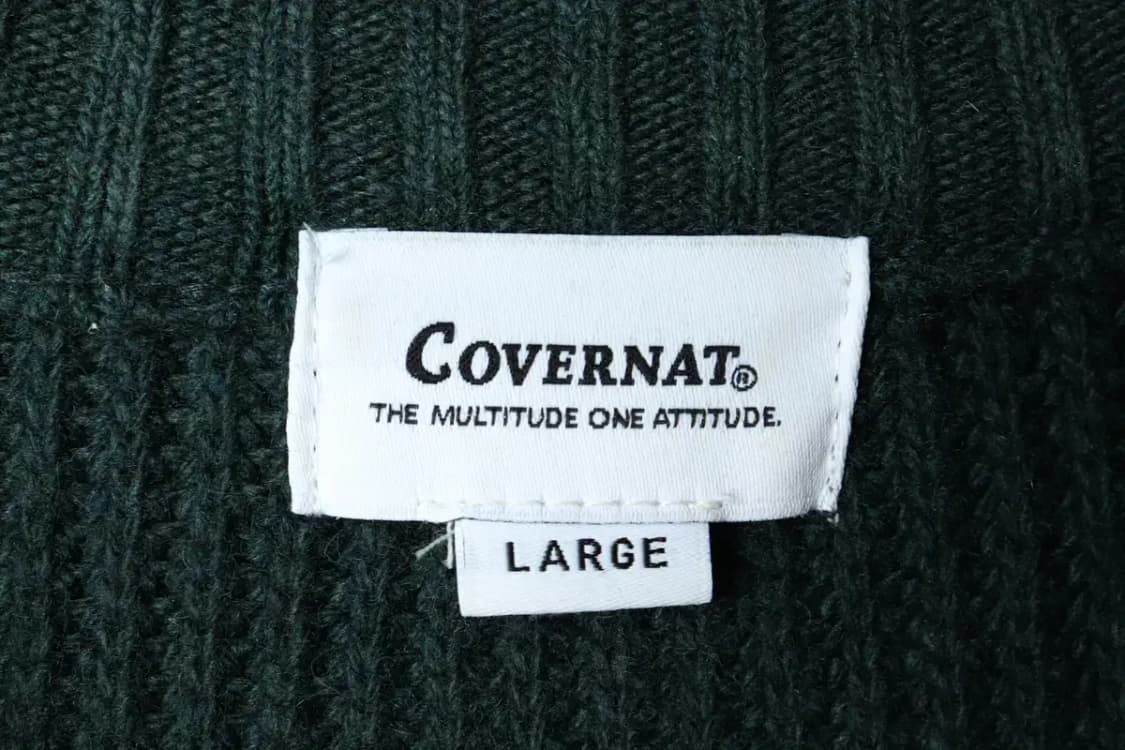 COVERNAT®
THE MULTITUDE ONE ATTITUDE.
LARGE